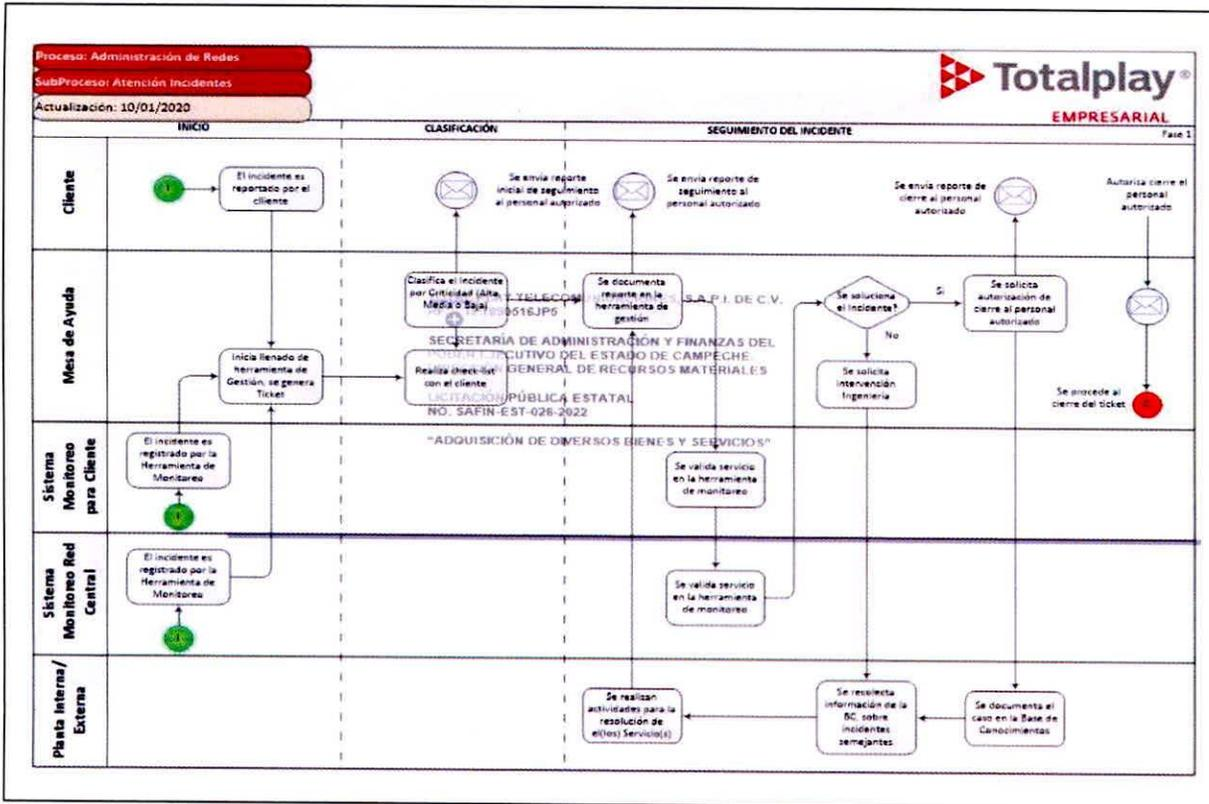 Proceso: Administración de Redes
SubProceso: Atención Incidentes
Actualización: 10/01/2020
Totalplay®
EMPRESARIAL
INICIO
CLASIFICACIÓN
SEGUIMIENTO DEL INCIDENTE
Fase 1
Cliente
El incidente es
reportado por el
cliente
Se envía reporte
inicial de seguimiento
al personal autorizado
Se envía reporte de
seguimiento al
personal autorizado
Se envía reporte de
cierre al personal
autorizado
Autoriza cierre el
personal
autorizado
Mesa de Ayuda
Inicia llenado de
herramienta de
Gestión, se genera
Ticket
Clasifica el Incidente
por Criticidad (Alta,
Media o Baja)
Realiza check-list
con el cliente
Se documenta
reporte en la
herramienta de
gestión
Se soluciona
el Incidente?
Si
No
Se solicita
intervención
Ingeniería
Se solicita
autorización de
cierre al personal
autorizado
Se procede al
cierre del ticket
S.A.P.I. DE C.V.
SECRETARÍA DE ADMINISTRACIÓN Y FINANZAS DEL
EJECUTIVO DEL ESTADO DE CAMPECHE
GENERAL DE RECURSOS MATERIALES
LICITACIÓN PÚBLICA ESTATAL
NO. SAFIN-EST-026-2022
"ADQUISICIÓN DE DIVERSOS BIENES Y SERVICIOS"
Sistema
Monitoreo
para Cliente
El incidente es
registrado por la
Herramienta de
Monitoreo
Se valida servicio
en la herramienta
de monitoreo
Sistema
Monitoreo Red
Central
El incidente es
registrado por la
Herramienta de
Monitoreo
Se valida servicio
en la herramienta
de monitoreo
Planta Interna/
Externa
Se realizan
actividades para la
resolución de
el(los) Servicio(s)
Se recolecta
información de la
BC, sobre
incidentes
semejantes
Se documenta el
caso en la Base de
Conocimientos